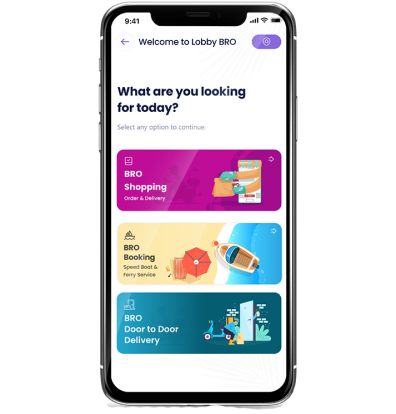 9:41
Welcome to Lobby BRO
What are you looking
for today?
Select any option to continue.
BRO
Shopping
Order & Delivery
BRO
Booking
Speed Boat &
Ferry Service
BRO
Door to Door
Delivery